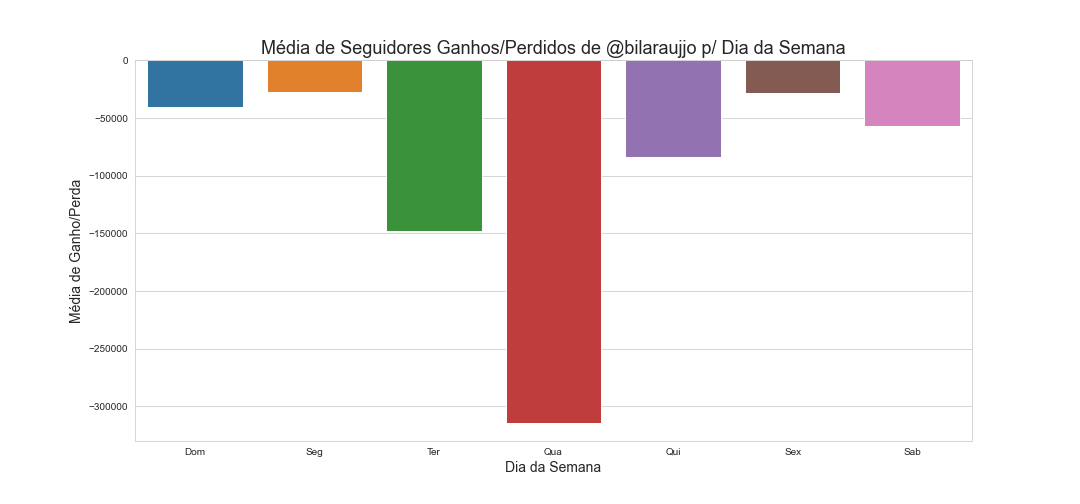 Média de Seguidores Ganhos/Perdidos de @bilaraujjo p/ Dia da Semana
Média de Ganho/Perda
0
−50000
−100000
−150000
−200000
−250000
−300000
Dom Seg Ter Qua Qui Sex Sab
Dia da Semana